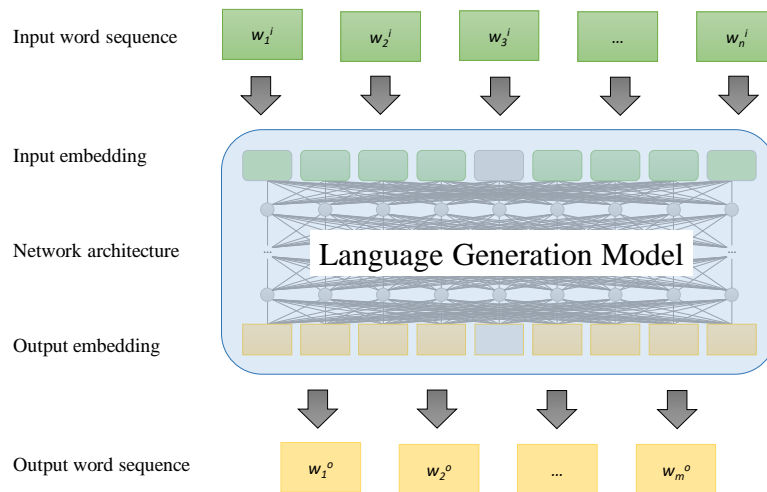 Input word sequence
w₁ⁱ w₂ⁱ w₃ⁱ ... wₙⁱ
Input embedding
Network architecture
... Language Generation Model ...
Output embedding
Output word sequence
w₁ᵒ w₂ᵒ ... wₘᵒ